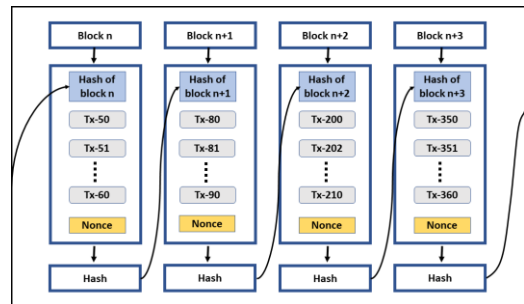 Block n
Block n+1
Block n+2
Block n+3
Hash of
block n
Hash of
block n+1
Hash of
block n+2
Hash of
block n+3
Tx-50
Tx-80
Tx-200
Tx-350
Tx-51
Tx-81
Tx-202
Tx-351
Tx-60
Tx-90
Tx-210
Tx-360
Nonce
Nonce
Nonce
Nonce
Hash
Hash
Hash
Hash